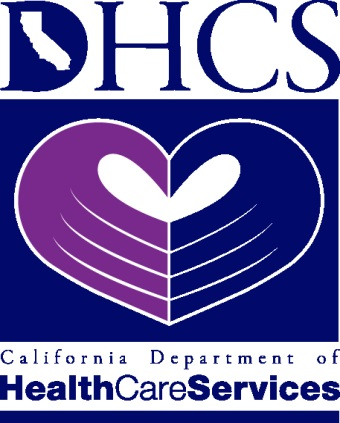 DHCS
California Department of
HealthCareServices